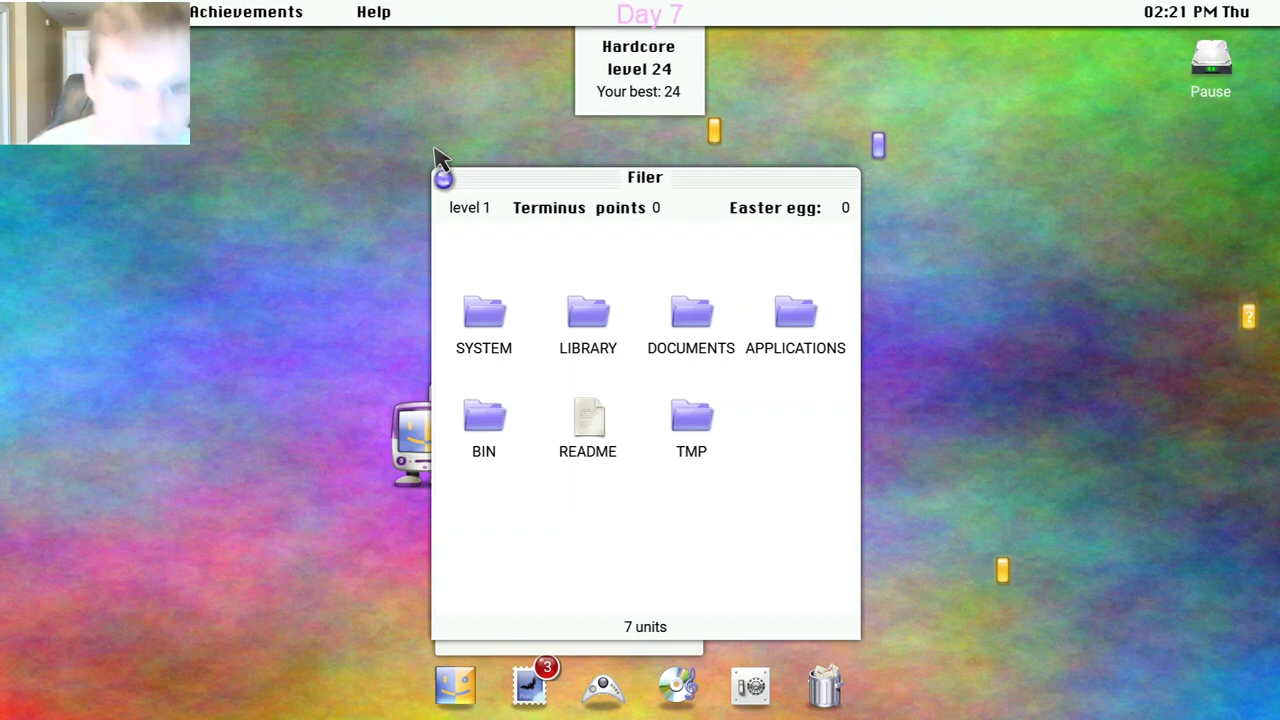 Achievements Help Day 7 02:21 PM Thu
Hardcore
level 24
Your best: 24
Pause
Filer
level 1 Terminus points 0 Easter egg: 0
SYSTEM LIBRARY DOCUMENTS APPLICATIONS
BIN README TMP
?
7 units
3